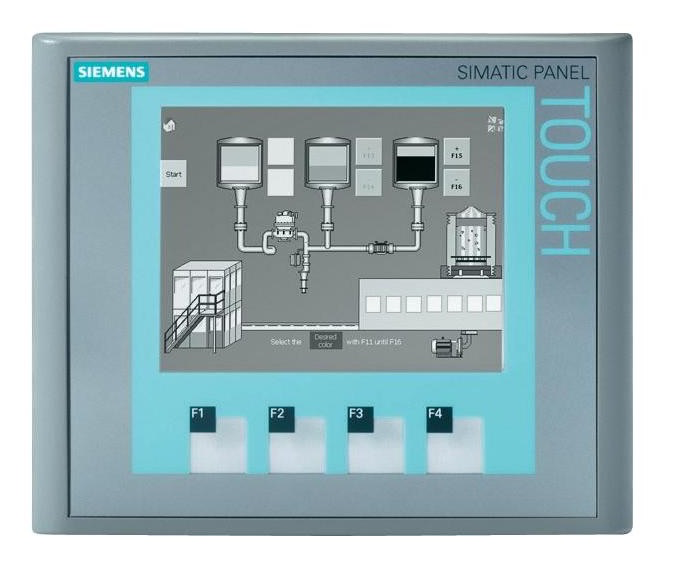 SIEMENS
SIMATIC PANEL
TOUCH
Start
+
F13
-
F14
+
F15
-
F16
Select the Desired color with F11 until F16
F1
F2
F3
F4